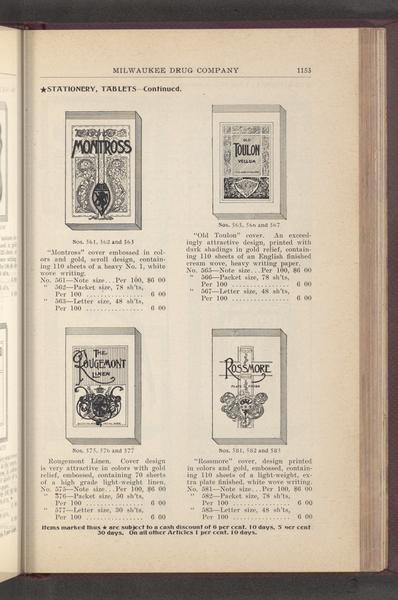 MILWAUKEE DRUG COMPANY 1153
★STATIONERY, TABLETS—Continued.
MONTROSS
Nos. 561, 562 and 563
"Montross" cover embossed in col-
ors and gold, scroll design, contain-
ing 110 sheets of a heavy No. 1, white
wove writing.
No. 561—Note size... Per 100, $6 00
" 562—Packet size, 78 sh'ts,
Per 100 ................ 6 00
" 563—Letter size, 48 sh'ts,
Per 100 ................ 6 00
THE
ROUGEMONT
LINEN
Nos. 575, 576 and 577
Rougemont Linen. Cover design
is very attractive in colors with gold
relief, embossed, containing 70 sheets
of a high grade light-weight linen.
No. 575—Note size... Per 100, $6 00
" 576—Packet size, 50 sh'ts,
Per 100 ................ 6 00
" 577—Letter size, 30 sh'ts,
Per 100 ................ 6 00
OLD
TOULON
VELLUM
Nos. 565, 566 and 567
"Old Toulon" cover. An exceed-
ingly attractive design, printed with
dark shadings in gold relief, contain-
ing 110 sheets of an English finished
cream wove, heavy writing paper.
No. 565—Note size... Per 100, $6 00
" 566—Packet size, 78 sh'ts,
Per 100 ................ 6 00
" 567—Letter size, 48 sh'ts,
Per 100 ................ 6 00
ROSSMORE
Nos. 581, 582 and 583
"Rossmore" cover, design printed
in colors and gold, embossed, contain-
ing 110 sheets of a light-weight, ex-
tra plate finished, white wove writing.
No. 581—Note size... Per 100, $6 00
" 582—Packet size, 78 sh'ts,
Per 100 ................ 6 00
" 583—Letter size, 48 sh'ts,
Per 100 ................ 6 00
Items marked thus ★ are subject to a cash discount of 6 per cent. 10 days, 5 per cent
30 days. On all other Articles 1 per cent. 10 days.